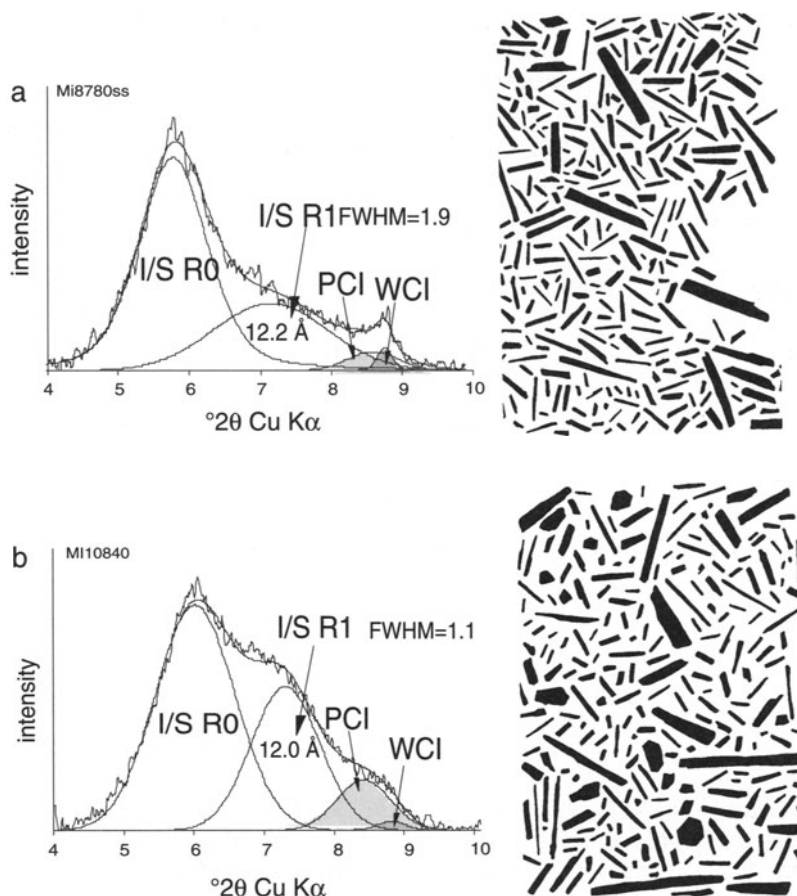 a
Mi8780ss
intensity
I/S R0
I/S R1 FWHM=1.9
PCI
WCI
12.2 Å
4 5 6 7 8 9 10
°2θ Cu Kα
b
MI10840
intensity
I/S R0
I/S R1 FWHM=1.1
PCI
WCI
12.0 Å
4 5 6 7 8 9 10
°2θ Cu Kα